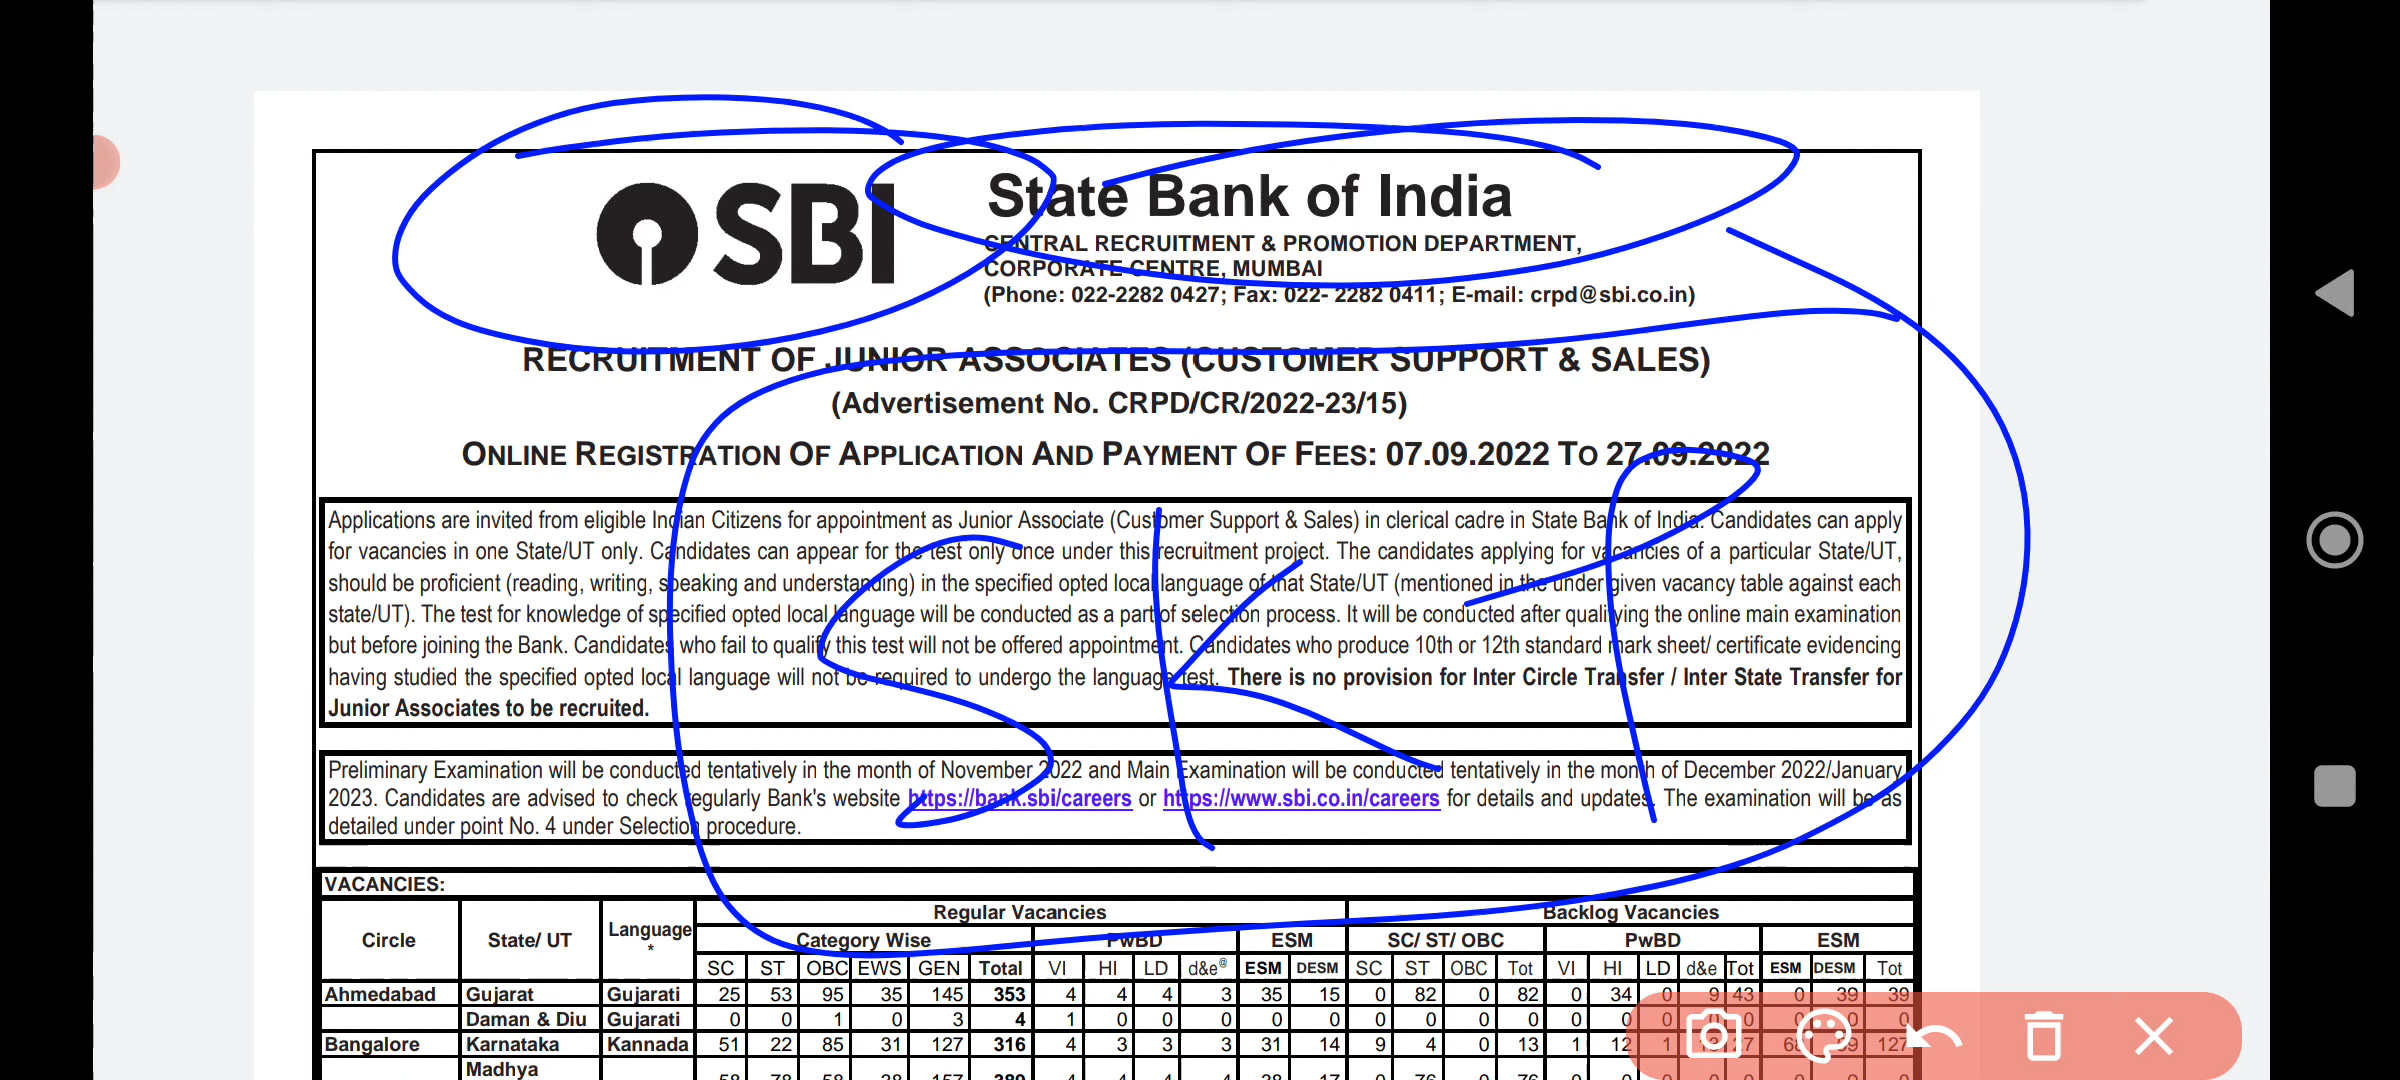 SBI
State Bank of India
CENTRAL RECRUITMENT & PROMOTION DEPARTMENT,
CORPORATE CENTRE, MUMBAI
(Phone: 022-2282 0427; Fax: 022- 2282 0411; E-mail: crpd@sbi.co.in)
RECRUITMENT OF JUNIOR ASSOCIATES (CUSTOMER SUPPORT & SALES)
(Advertisement No. CRPD/CR/2022-23/15)
ONLINE REGISTRATION OF APPLICATION AND PAYMENT OF FEES: 07.09.2022 TO 27.09.2022
Applications are invited from eligible Indian Citizens for appointment as Junior Associate (Customer Support & Sales) in clerical cadre in State Bank of India. Candidates can apply
for vacancies in one State/UT only. Candidates can appear for the test only once under this recruitment project. The candidates applying for vacancies of a particular State/UT,
should be proficient (reading, writing, speaking and understanding) in the specified opted local language of that State/UT (mentioned in the under given vacancy table against each
state/UT). The test for knowledge of specified opted local language will be conducted as a part of selection process. It will be conducted after qualifying the online main examination
but before joining the Bank. Candidates who fail to qualify this test will not be offered appointment. Candidates who produce 10th or 12th standard mark sheet/ certificate evidencing
having studied the specified opted local language will not be required to undergo the language test. There is no provision for Inter Circle Transfer / Inter State Transfer for
Junior Associates to be recruited.
Preliminary Examination will be conducted tentatively in the month of November 2022 and Main Examination will be conducted tentatively in the month of December 2022/January
2023. Candidates are advised to check regularly Bank's website https://bank.sbi/careers or https://www.sbi.co.in/careers for details and updates. The examination will be as
detailed under point No. 4 under Selection procedure.
SKP
VACANCIES:
Circle State/ UT Language * Regular Vacancies Backlog Vacancies
Category Wise PwBD ESM SC/ ST/ OBC PwBD ESM
SC ST OBC EWS GEN Total VI HI LD d&e@ ESM DESM SC ST OBC Tot VI HI LD d&e Tot ESM DESM Tot
Ahmedabad Gujarat Gujarati 25 53 95 35 145 353 4 4 4 3 35 15 0 82 0 82 0 34 0 9 43 0 39 39
Daman & Diu Gujarati 0 0 1 0 3 4 1 0 0 0 0 0 0 0 0 0 0 0 0 0 0 0 0 0
Bangalore Karnataka Kannada 51 22 85 31 127 316 4 3 3 3 31 14 9 4 0 13 1 12 1 127
Madhya